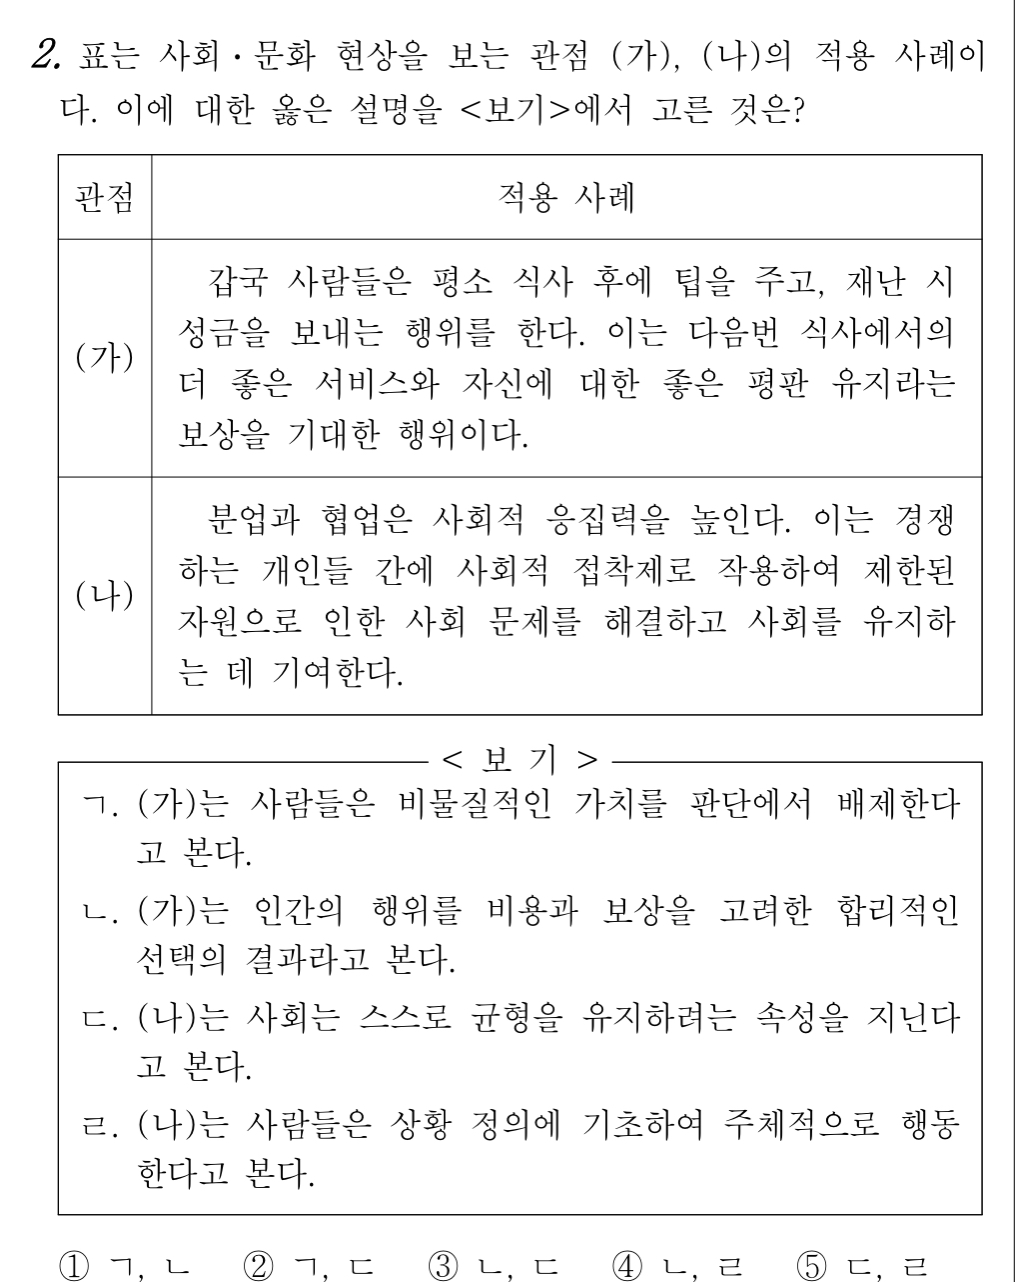 2. 표는 사회·문화 현상을 보는 관점 (가), (나)의 적용 사례이
다. 이에 대한 옳은 설명을 <보기>에서 고른 것은?
관점 적용 사례
(가)
갑국 사람들은 평소 식사 후에 팁을 주고, 재난 시
성금을 보내는 행위를 한다. 이는 다음번 식사에서의
더 좋은 서비스와 자신에 대한 좋은 평판 유지라는
보상을 기대한 행위이다.
(나)
분업과 협업은 사회적 응집력을 높인다. 이는 경쟁
하는 개인들 간에 사회적 접착제로 작용하여 제한된
자원으로 인한 사회 문제를 해결하고 사회를 유지하
는 데 기여한다.
< 보 기 >
ㄱ. (가)는 사람들은 비물질적인 가치를 판단에서 배제한다
고 본다.
ㄴ. (가)는 인간의 행위를 비용과 보상을 고려한 합리적인
선택의 결과라고 본다.
ㄷ. (나)는 사회는 스스로 균형을 유지하려는 속성을 지닌다
고 본다.
ㄹ. (나)는 사람들은 상황 정의에 기초하여 주체적으로 행동
한다고 본다.
① ㄱ, ㄴ ② ㄱ, ㄷ ③ ㄴ, ㄷ ④ ㄴ, ㄹ ⑤ ㄷ, ㄹ